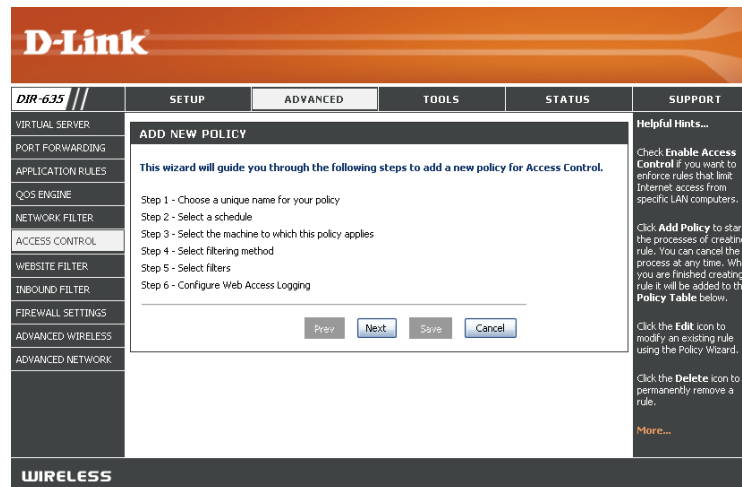 D-Link
DIR-635
SETUP
ADVANCED
TOOLS
STATUS
SUPPORT
VIRTUAL SERVER
PORT FORWARDING
APPLICATION RULES
QOS ENGINE
NETWORK FILTER
ACCESS CONTROL
WEBSITE FILTER
INBOUND FILTER
FIREWALL SETTINGS
ADVANCED WIRELESS
ADVANCED NETWORK
ADD NEW POLICY
This wizard will guide you through the following steps to add a new policy for Access Control.
Step 1 - Choose a unique name for your policy
Step 2 - Select a schedule
Step 3 - Select the machine to which this policy applies
Step 4 - Select filtering method
Step 5 - Select filters
Step 6 - Configure Web Access Logging
Prev
Next
Save
Cancel
Helpful Hints...
Check Enable Access
Control if you want to
enforce rules that limit
Internet access from
specific LAN computers.
Click Add Policy to star
the processes of creating
rule. You can cancel the
process at any time. Wh
you are finished creating
rule it will be added to th
Policy Table below.
Click the Edit icon to
modify an existing rule
using the Policy Wizard.
Click the Delete icon to
permanently remove a
rule.
More...
WIRELESS